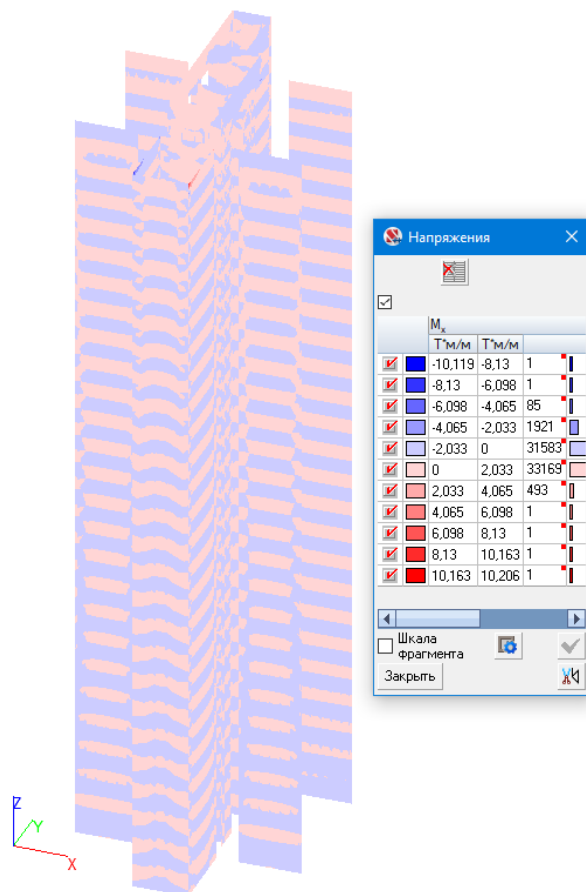 Напряжения
Mx
Т*м/м Т*м/м
-10,119 -8,13 1
-8,13 -6,098 1
-6,098 -4,065 85
-4,065 -2,033 1921
-2,033 0 31583
0 2,033 33169
2,033 4,065 493
4,065 6,098 1
6,098 8,13 1
8,13 10,163 1
10,163 10,206 1
Шкала
фрагмента
Закрыть
Z
Y
X